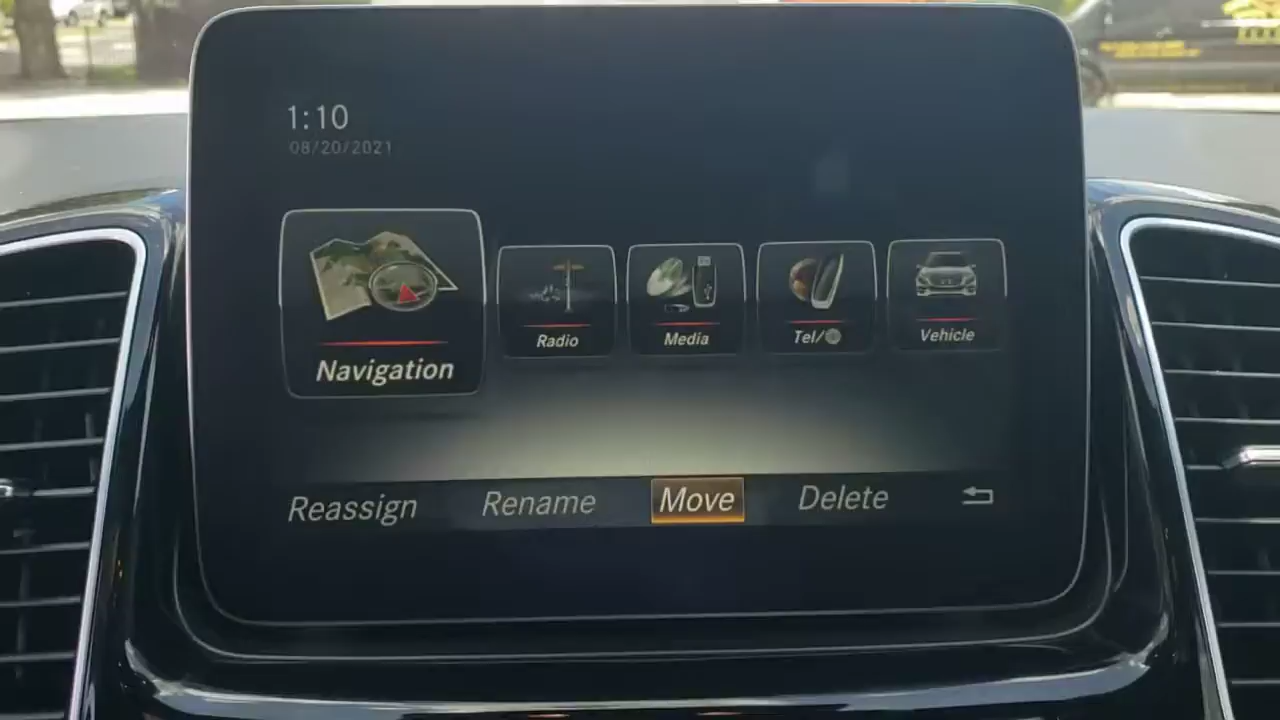 1:10
08/20/2021
Navigation
Radio
Media
Tel/
Vehicle
Reassign
Rename
Move
Delete